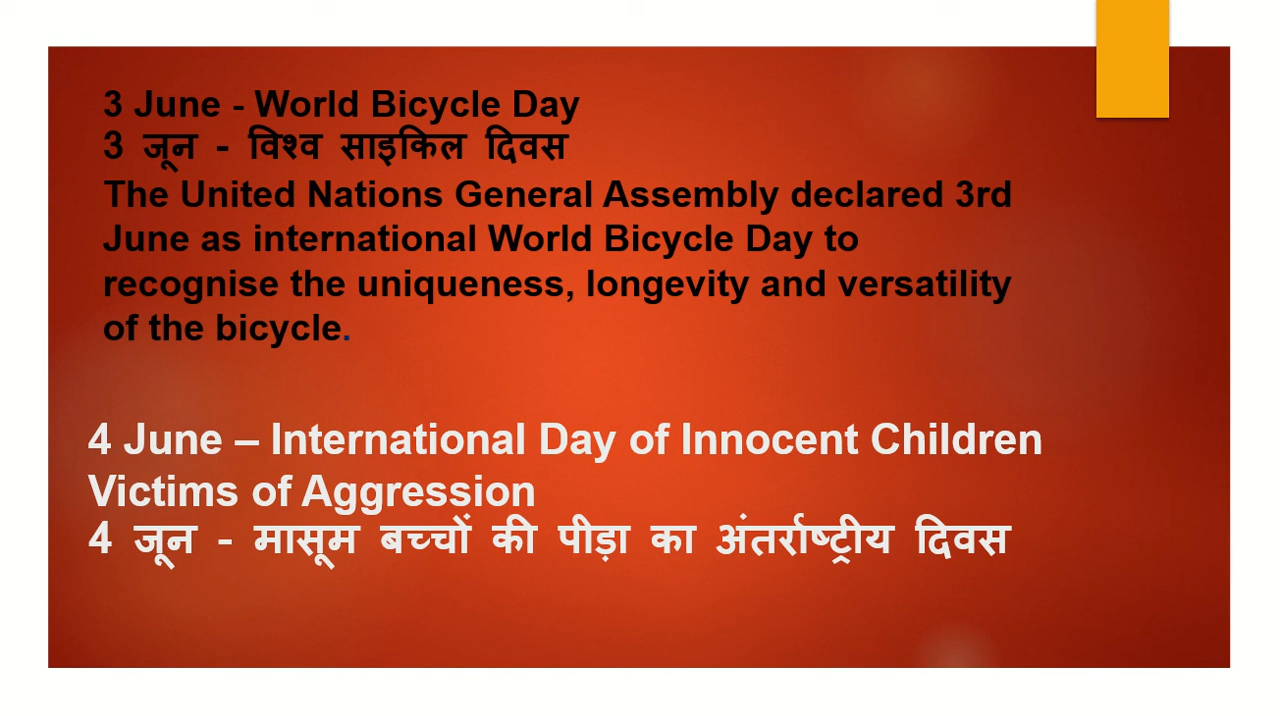 3 June - World Bicycle Day
3 जून - विश्व साइकिल दिवस
The United Nations General Assembly declared 3rd
June as international World Bicycle Day to
recognise the uniqueness, longevity and versatility
of the bicycle.
4 June – International Day of Innocent Children
Victims of Aggression
4 जून - मासूम बच्चों की पीड़ा का अंतर्राष्ट्रीय दिवस